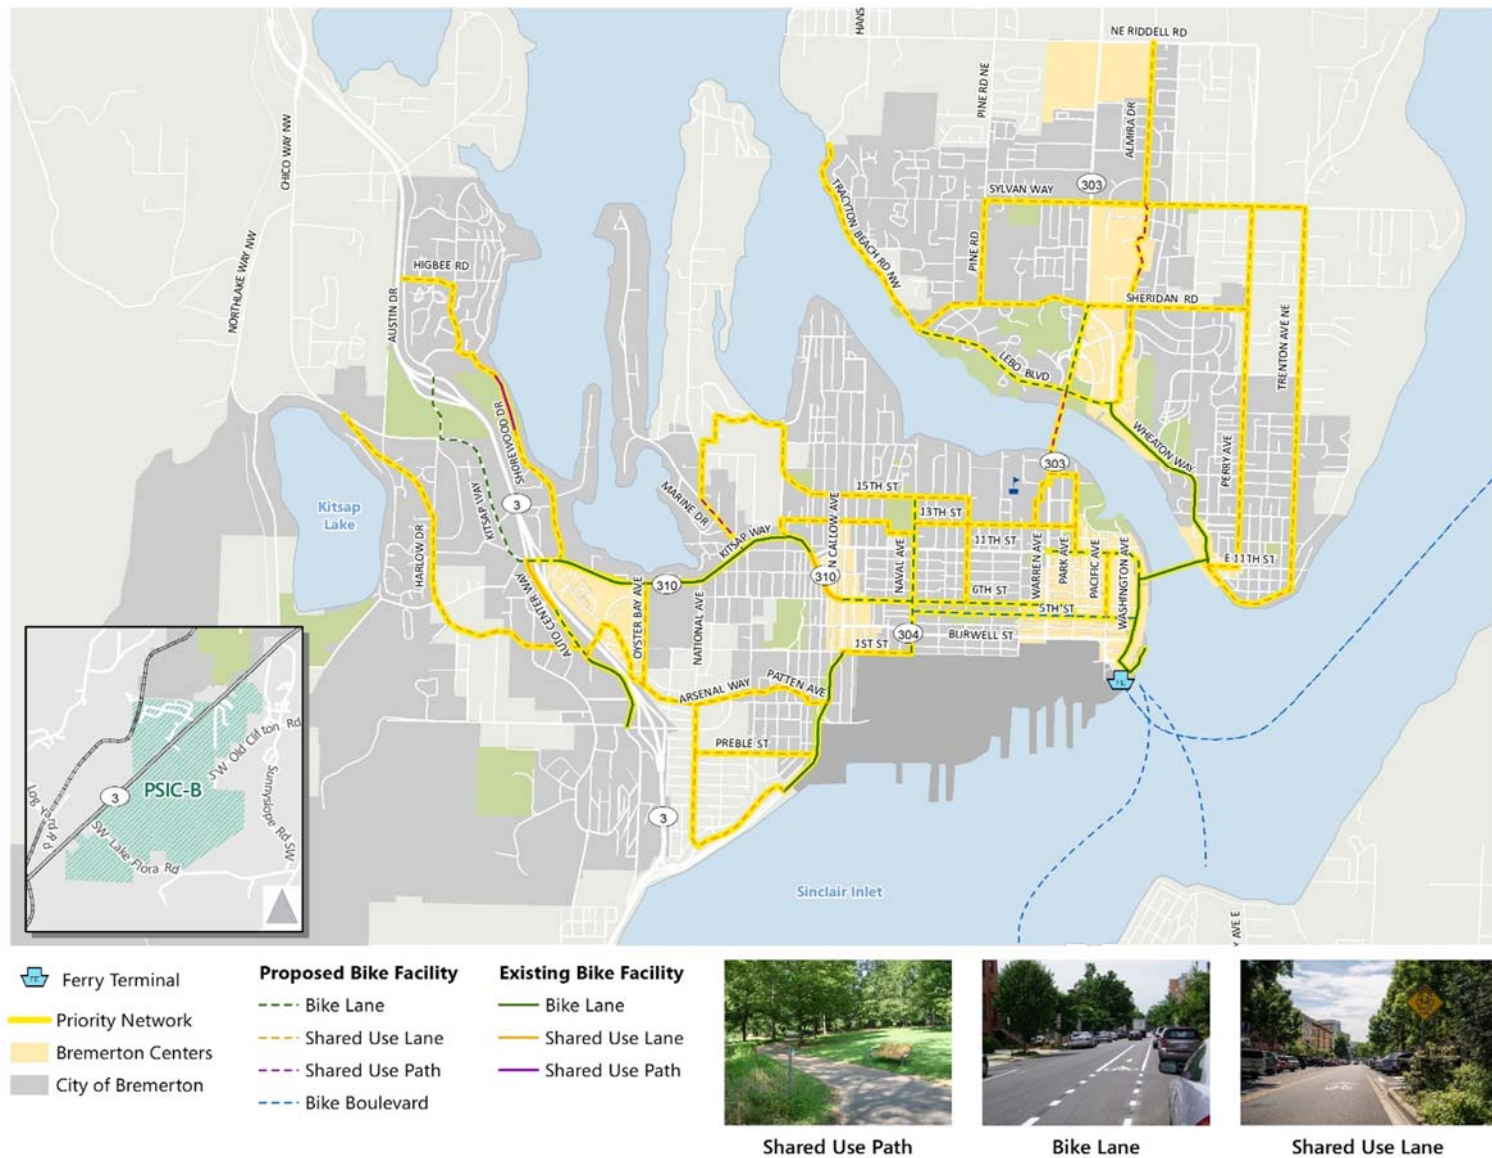 HANS
NE RIDDELL RD
PINE RD NE
ALMIRA DR
CHICO WAY NW
SYLVAN WAY
303
TRACYTON BEACH RD NW
PINE RD
NORTHLAKE WAY NW
HIGBEE RD
AUSTIN DR
SHERIDAN RD
TRENTON AVE NE
LEBO BLVD
SHOREWOOD DR
WHEATON WAY
PERRY AVE
303
Kitsap
Lake
KITSAP WAY
3
MARINE DR
15TH ST
13TH ST
KITSAP WAY
N CALLOW AVE
11TH ST
HARLOW DR
NAVAL AVE
WARREN AVE
PARK AVE
PACIFIC AVE
WASHINGTON AVE
E 11TH ST
310
310
6TH ST
5TH ST
AUTO CENTER WAY
OYSTER BAY AVE
NATIONAL AVE
304
BURWELL ST
1ST ST
ARSENAL WAY
PATTEN AVE
PREBLE ST
3
Sinclair Inlet
Y AVE E
SW Old Clifton Rd
Sunnyslope Rd SW
PSIC-B
3
Log Yard Rd
SW Lake Flora Rd
Ferry Terminal
Priority Network
Bremerton Centers
City of Bremerton
Proposed Bike Facility
Bike Lane
Shared Use Lane
Shared Use Path
Bike Boulevard
Existing Bike Facility
Bike Lane
Shared Use Lane
Shared Use Path
Shared Use Path
Bike Lane
Shared Use Lane